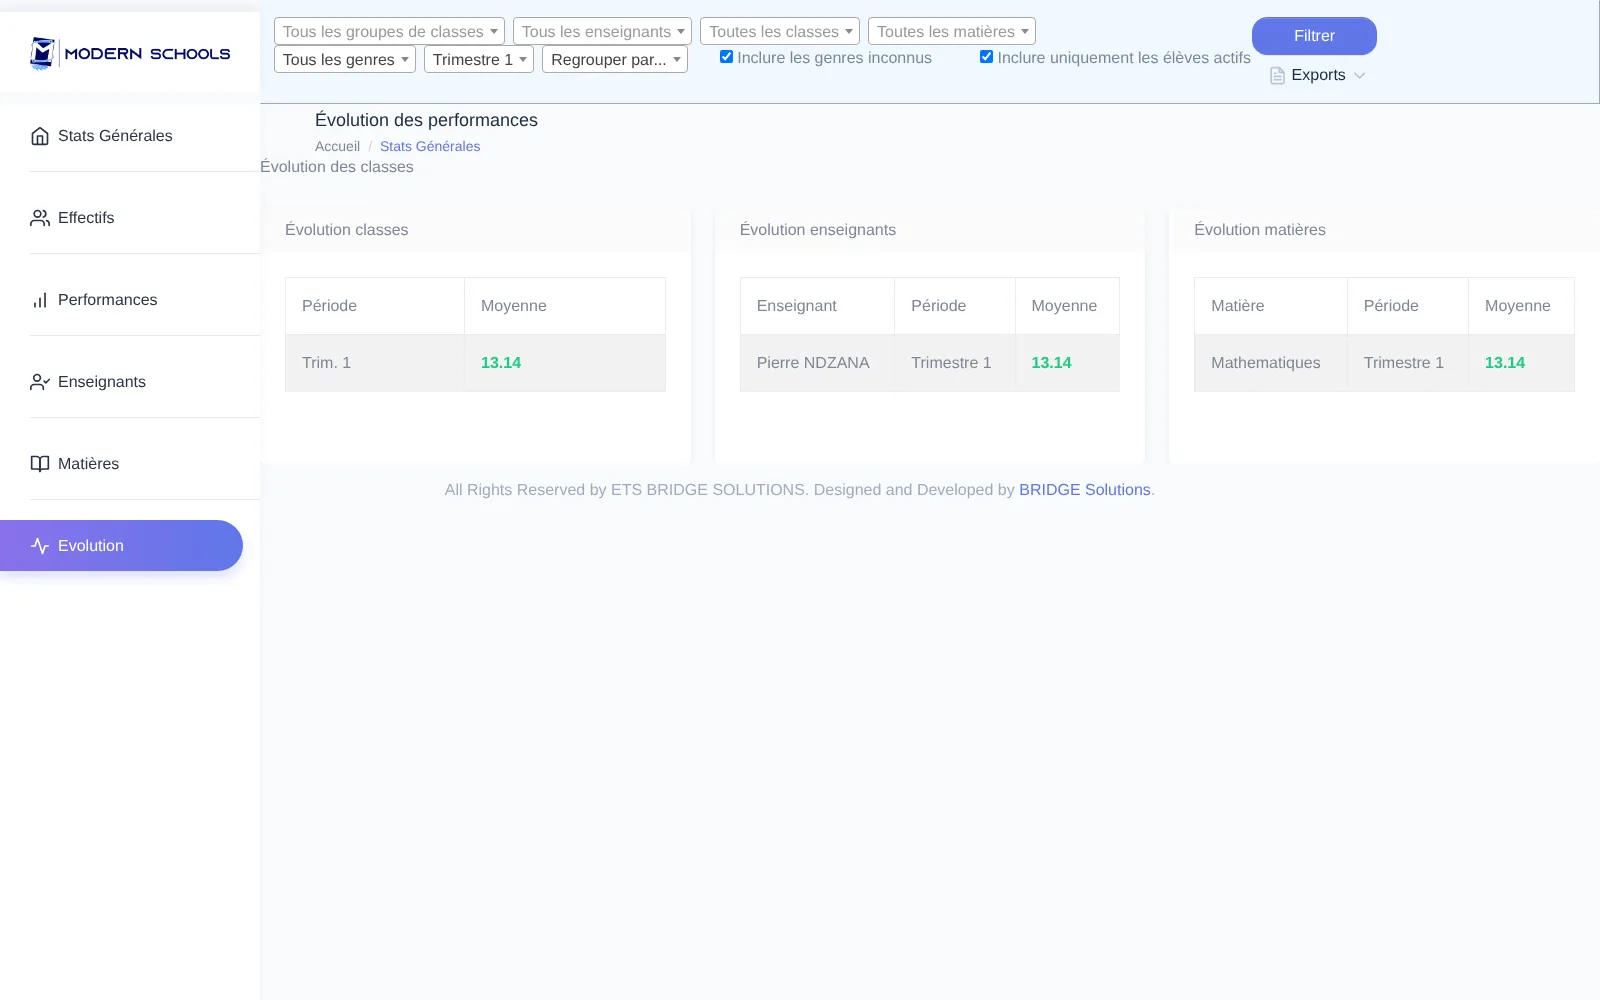 MODERN SCHOOLS
Tous les groupes de classes
Tous les enseignants
Toutes les classes
Toutes les matières
Filtrer
Tous les genres
Trimestre 1
Regrouper par...
Inclure les genres inconnus
Inclure uniquement les élèves actifs
Exports
Stats Générales
Effectifs
Performances
Enseignants
Matières
Evolution
Évolution des performances
Accueil / Stats Générales
Évolution des classes
Évolution classes
Période Moyenne
Trim. 1 13.14
Évolution enseignants
Enseignant Période Moyenne
Pierre NDZANA Trimestre 1 13.14
Évolution matières
Matière Période Moyenne
Mathematiques Trimestre 1 13.14
All Rights Reserved by ETS BRIDGE SOLUTIONS. Designed and Developed by BRIDGE Solutions.